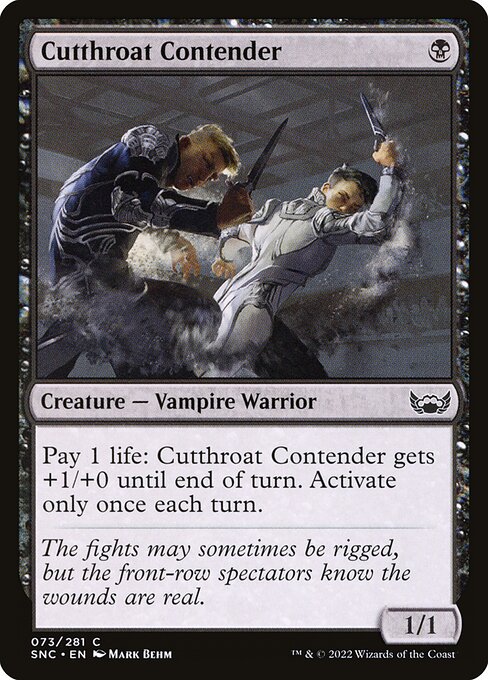 Cutthroat Contender
Creature — Vampire Warrior
Pay 1 life: Cutthroat Contender gets
+1/+0 until end of turn. Activate
only once each turn.
The fights may sometimes be rigged,
but the front-row spectators know the
wounds are real.
1/1
073/281 C
SNC • EN Mark Behm
™ & © 2022 Wizards of the Coast